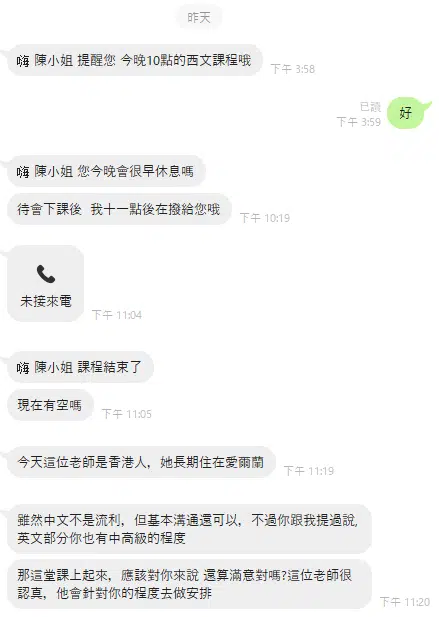 昨天
嗨 陳小姐 提醒您 今晚10點的西文課程哦
下午 3:58
已讀
下午 3:59
好
嗨 陳小姐 您今晚會很早休息嗎
待會下課後 我十一點後在撥給您哦
下午 10:19
未接來電
下午 11:04
嗨 陳小姐 課程結束了
現在有空嗎
下午 11:05
今天這位老師是香港人，她長期住在愛爾蘭
下午 11:19
雖然中文不是流利，但基本溝通還可以，不過你跟我提過說,
英文部分你也有中高級的程度
那這堂課上起來，應該對你來說 還算滿意對嗎?這位老師很
認真，他會針對你的程度去做安排
下午 11:20